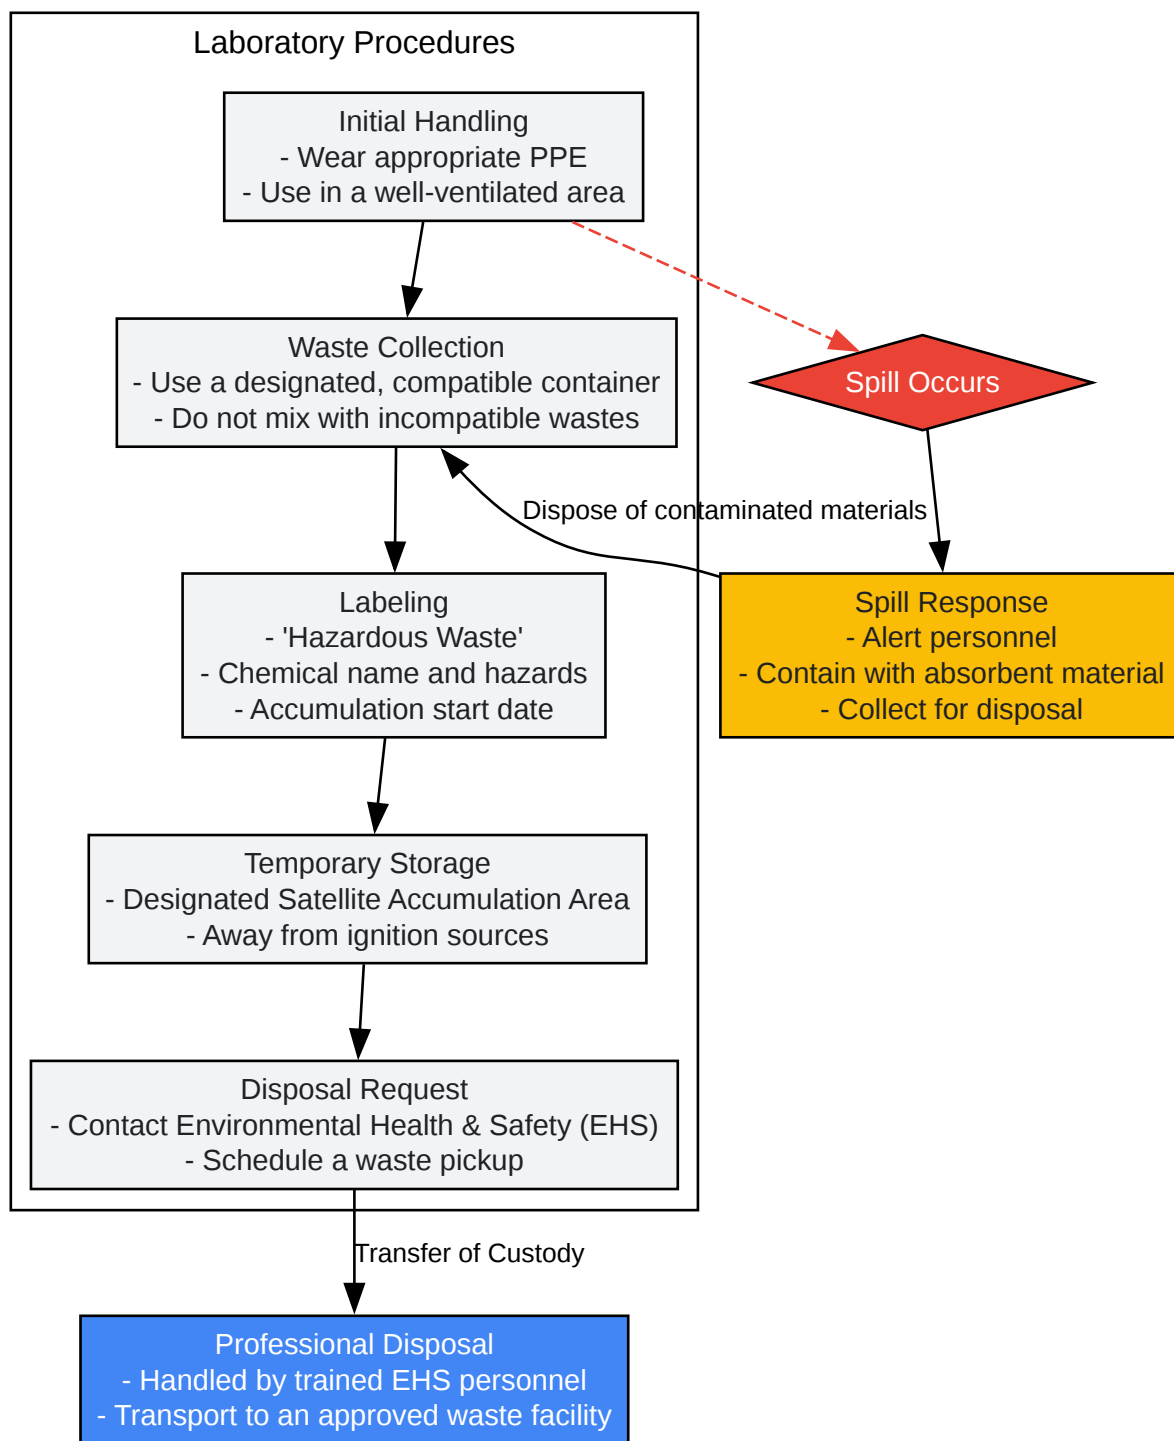 Laboratory Procedures
Initial Handling
- Wear appropriate PPE
- Use in a well-ventilated area
Waste Collection
- Use a designated, compatible container
- Do not mix with incompatible wastes
Spill Occurs
Dispose of contaminated materials
Labeling
- 'Hazardous Waste'
- Chemical name and hazards
- Accumulation start date
Spill Response
- Alert personnel
- Contain with absorbent material
- Collect for disposal
Temporary Storage
- Designated Satellite Accumulation Area
- Away from ignition sources
Disposal Request
- Contact Environmental Health & Safety (EHS)
- Schedule a waste pickup
Transfer of Custody
Professional Disposal
- Handled by trained EHS personnel
- Transport to an approved waste facility